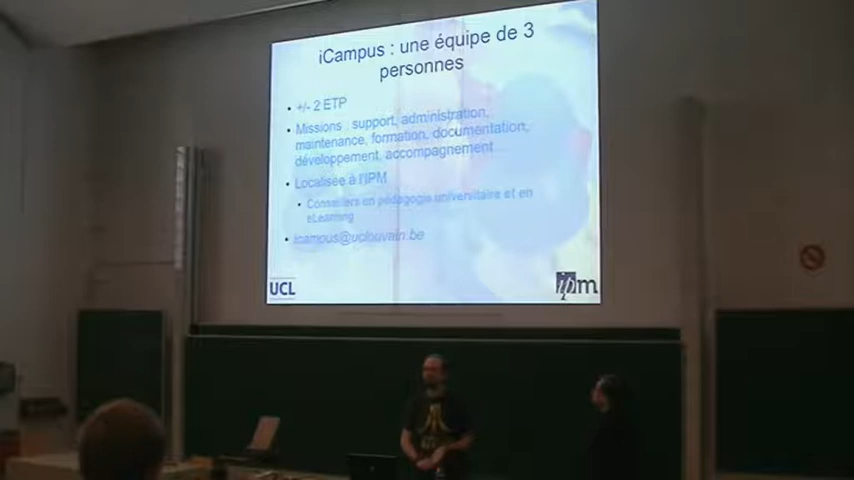 iCampus : une équipe de 3
personnes
• +/- 2 ETP
• Missions : support, administration,
maintenance, formation, documentation,
développement, accompagnement
• Localisée à l'IPM
• Conseillers en pédagogie universitaire et en
eLearning
• icampus@uclouvain.be
UCL
ipm